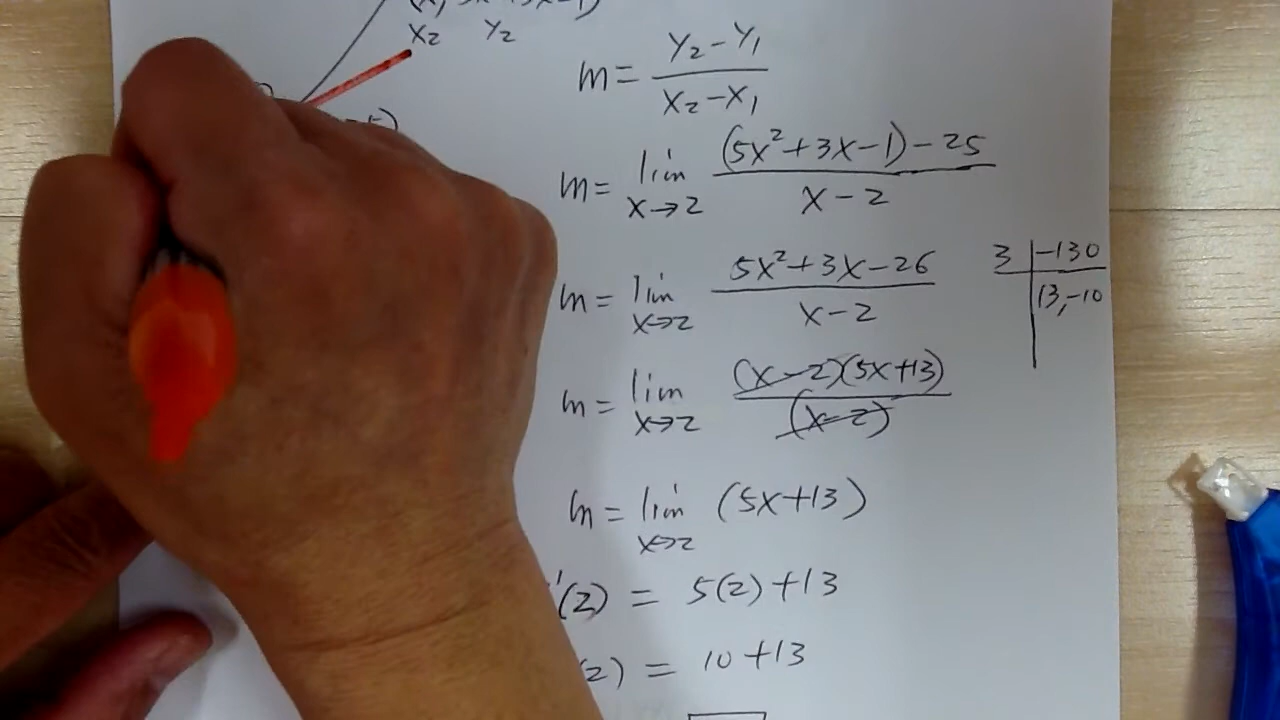 X2 Y2
m = Y2-Y1 / X2-X1
m = lim X→2 (5X²+3X-1)-25 / X-2
m = lim X→2 5X²+3X-26 / X-2
3 | -130
13,-10
m = lim X→2 (X-2)(5X+13) / (X-2)
m = lim X→2 (5X+13)
'(2) = 5(2)+13
(2) = 10+13